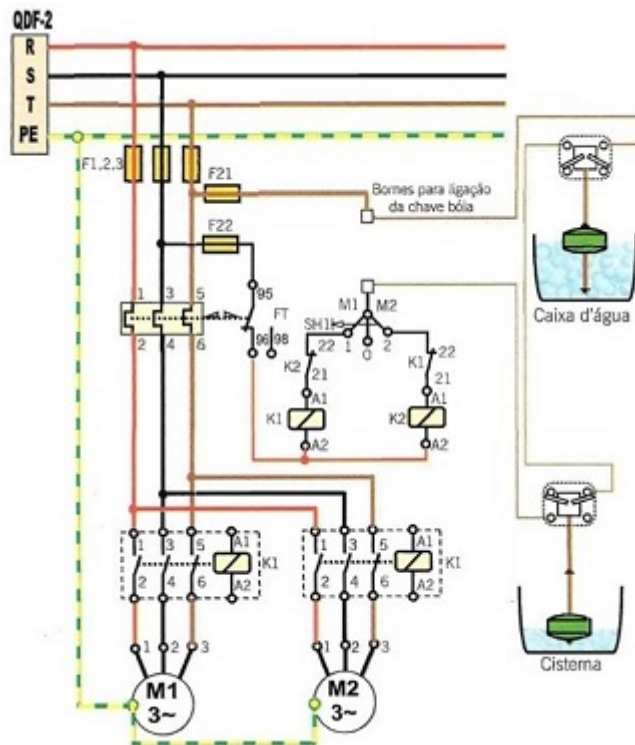 QDF-2
R
S
T
PE
F1,2,3
F21
Bornes para ligação
da chave bóia
F22
Caixa d'água
1 3 5
95
FT
96 98
2 4 6
M1 M2
SH1
1 0 2
K2 22
21
K1 22
21
A1
K1
A2
A1
K2
A2
1 3 5 A1
K1
2 4 6 A2
1 3 5 A1
K1
2 4 6 A2
1 2 3
1 2 3
M1
3~
M2
3~
Cisterna